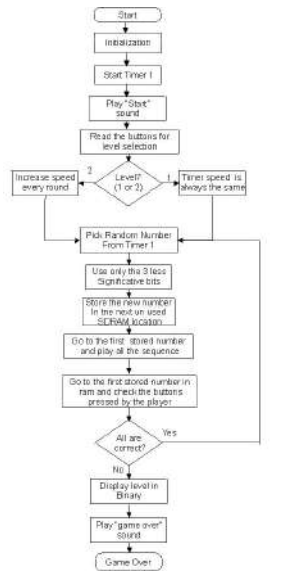 Start
Initialization
Start Timer 1
Play "Start"
sound
Read the buttons for
level selection
2
Level?
(1 or 2)
1
Increase speed
every round
Timer speed is
always the same
Pick Random Number
From Timer 1
Use only the 3 less
Significative bits
Store the new number
In the next un used
SDRAM location
Go to the first stored number
and play all the sequence
Go to the first stored number in
ram and check the buttons
pressed by the player
All are
correct?
Yes
No
Display level in
Binary
Play "game over"
sound
Game Over